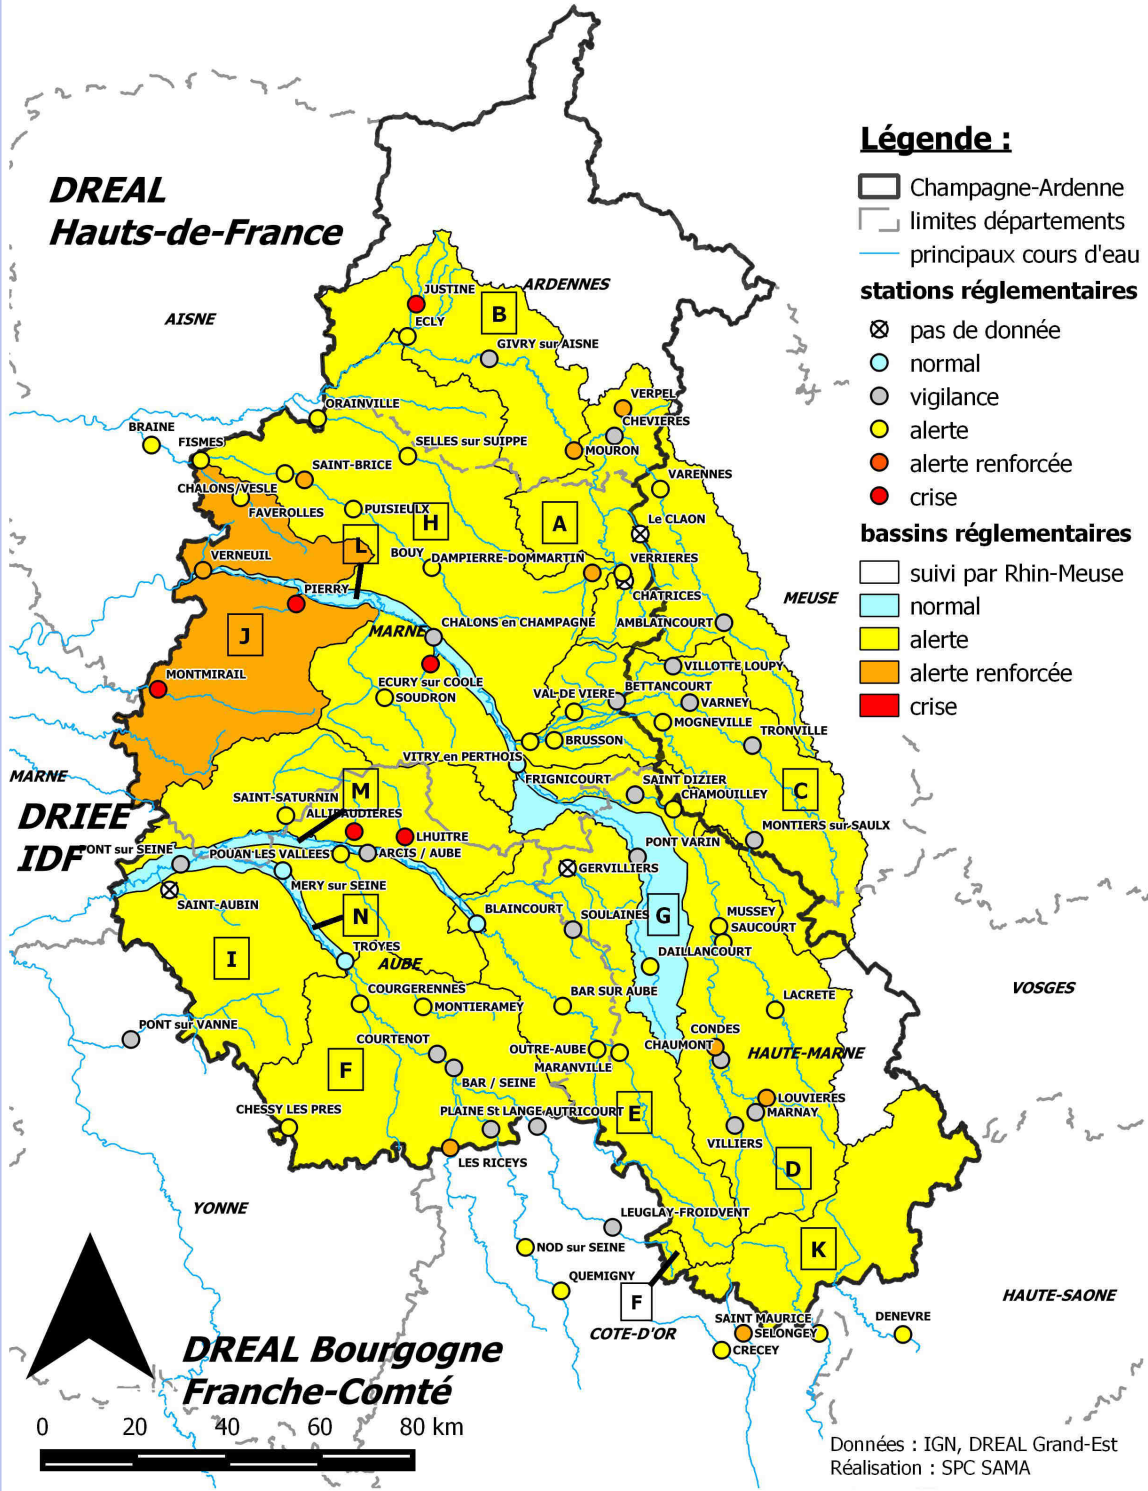 Légende :
Champagne-Ardenne
limites départements
principaux cours d'eau
stations réglementaires
pas de donnée
normal
vigilance
alerte
alerte renforcée
crise
bassins réglementaires
suivi par Rhin-Meuse
normal
alerte
alerte renforcée
crise
DREAL
Hauts-de-France
AISNE
ARDENNES
JUSTINE
B
ECLY
GIVRY sur AISNE
ORAINVILLE
VERPEL
CHEVIERES
BRAINE
FISMES
SELLES sur SUIPPE
MOURON
SAINT-BRICE
VARENNES
CHALONS/VESLE
FAVEROLLES
PUISIEULX
H
A
Le CLAON
L
BOUY
DAMPIERRE-DOMMARTIN
VERRIERES
VERNEUIL
PIERRY
CHATRICES
MEUSE
J
MARNE
CHALONS en CHAMPAGNE
AMBLAINCOURT
MONTMIRAIL
ECURY sur COOLE
SOUDRON
VILLOTTE LOUPY
BETTANCOURT
VAL DE VIERE
VARNEY
MOGNEVILLE
TRONVILLE
BRUSSON
VITRY en PERTHOIS
MARNE
FRIGNICOURT
SAINT DIZIER
CHAMOUILLEY
C
M
SAINT-SATURNIN
ALLIBAUDIERES
LHUITRE
DRIEE
IDF
MONTIERS sur SAULX
PONT sur SEINE
POUAN LES VALLEES
ARCIS / AUBE
PONT VARIN
GERVILLIERS
MERY sur SEINE
SAINT-AUBIN
N
BLAINCOURT
SOULAINES
G
MUSSEY
SAUCOURT
TROYES
I
AUBE
DAILLANCOURT
COURGERENNES
MONTIERAMEY
BAR SUR AUBE
LACRETE
VOSGES
PONT sur VANNE
COURTENOT
CONDES
CHAUMONT
HAUTE-MARNE
OUTRE-AUBE
MARANVILLE
F
BAR / SEINE
LOUVIERES
MARNAY
CHESSY LES PRES
PLAINE St LANGE
AUTRICOURT
E
VILLIERS
LES RICEYS
D
YONNE
LEUGLAY-FROIDVENT
NOD sur SEINE
K
QUEMIGNY
F
HAUTE-SAONE
COTE-D'OR
SAINT MAURICE
SELONGEY
DENEVRE
CRECEY
DREAL Bourgogne
Franche-Comté
0 20 40 60 80 km
Données : IGN, DREAL Grand-Est
Réalisation : SPC SAMA